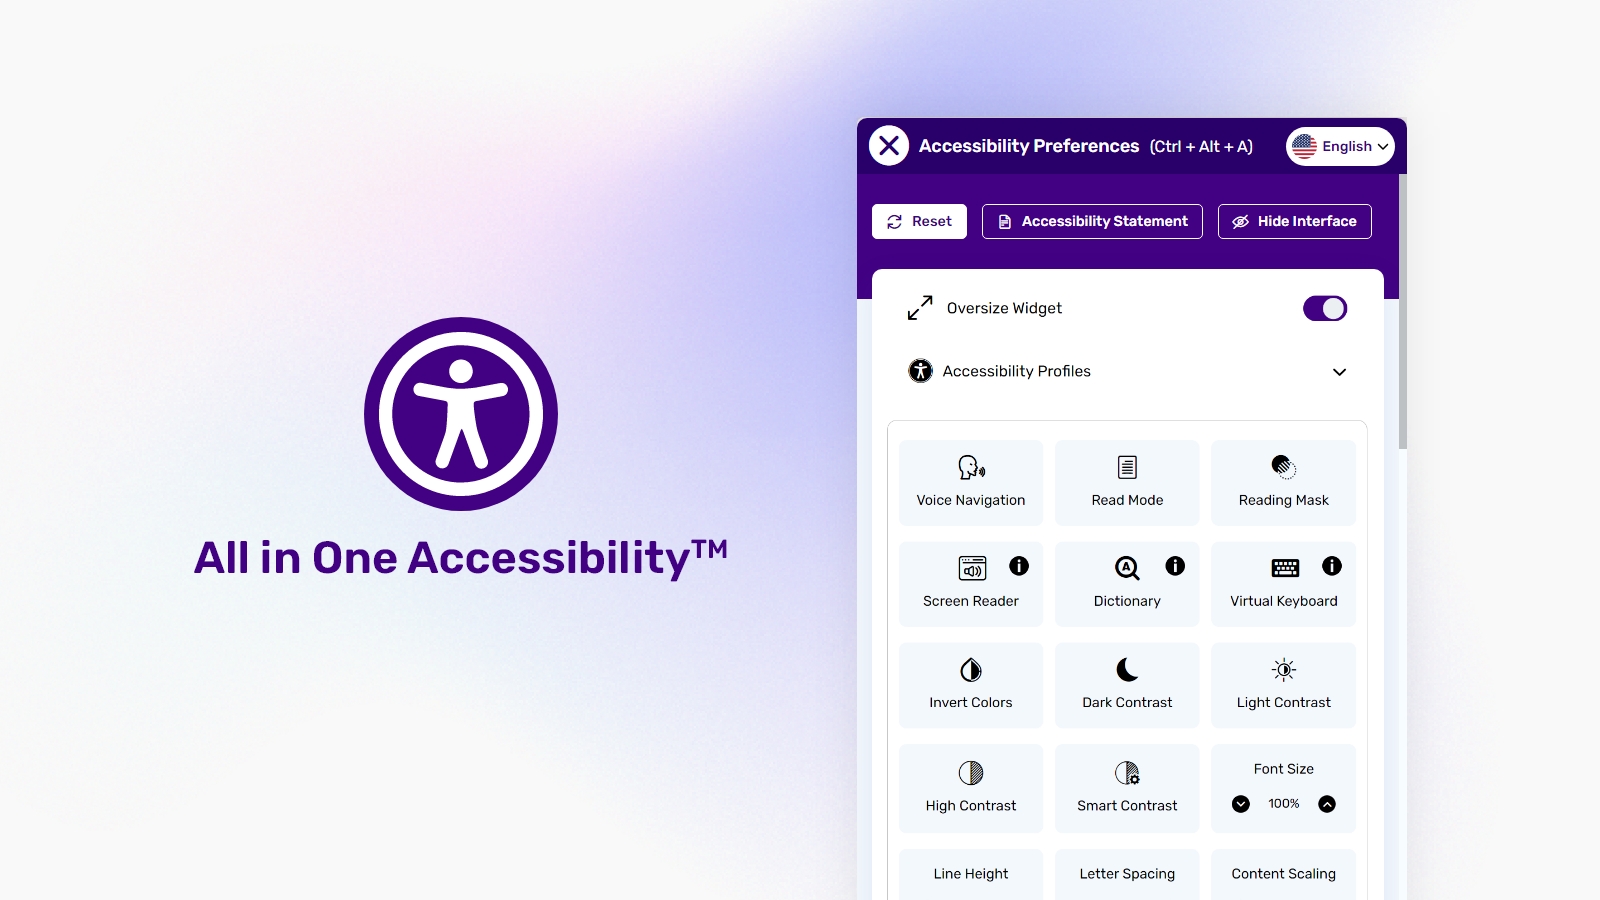 All in One Accessibility™
Accessibility Preferences (Ctrl + Alt + A)
English
Reset
Accessibility Statement
Hide Interface
Oversize Widget
Accessibility Profiles
Voice Navigation
Read Mode
Reading Mask
Screen Reader
Dictionary
Virtual Keyboard
Invert Colors
Dark Contrast
Light Contrast
High Contrast
Smart Contrast
Font Size
100%
Line Height
Letter Spacing
Content Scaling